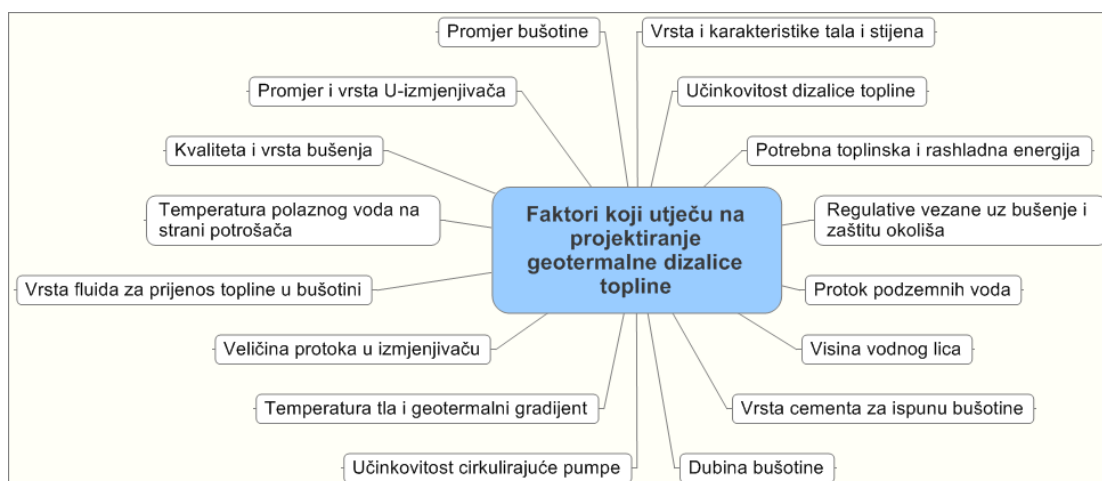 Promjer bušotine
Vrsta i karakteristike tala i stijena
Promjer i vrsta U-izmjenjivača
Učinkovitost dizalice topline
Kvaliteta i vrsta bušenja
Potrebna toplinska i rashladna energija
Temperatura polaznog voda na
strani potrošača
Faktori koji utječu na
projektiranje
geotermalne dizalice
topline
Regulative vezane uz bušenje i
zaštitu okoliša
Vrsta fluida za prijenos topline u bušotini
Protok podzemnih voda
Veličina protoka u izmjenjivaču
Visina vodnog lica
Temperatura tla i geotermalni gradijent
Vrsta cementa za ispunu bušotine
Učinkovitost cirkulirajuće pumpe
Dubina bušotine